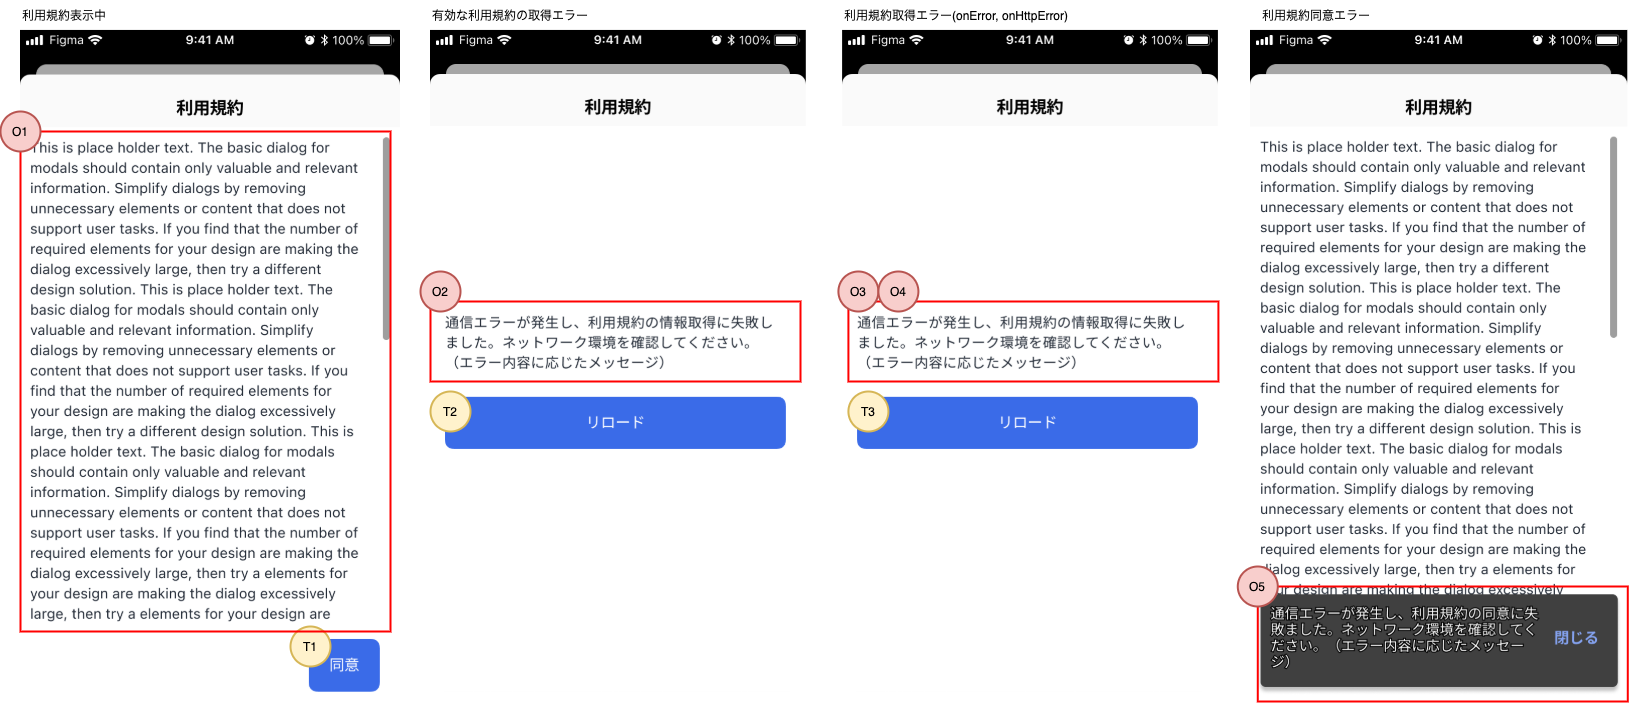 利用規約表示中
Figma
9:41 AM
100%
利用規約
O1
This is place holder text. The basic dialog for
modals should contain only valuable and relevant
information. Simplify dialogs by removing
unnecessary elements or content that does not
support user tasks. If you find that the number of
required elements for your design are making the
dialog excessively large, then try a different
design solution. This is place holder text. The
basic dialog for modals should contain only
valuable and relevant information. Simplify
dialogs by removing unnecessary elements or
content that does not support user tasks. If you
find that the number of required elements for
your design are making the dialog excessively
large, then try a different design solution. This is
place holder text. The basic dialog for modals
should contain only valuable and relevant
information. Simplify dialogs by removing
unnecessary elements or content that does not
support user tasks. If you find that the number of
required elements for your design are making the
dialog excessively large, then try a elements for
your design are making the dialog excessively
large, then try a elements for your design are
T1
同意
有効な利用規約の取得エラー
Figma
9:41 AM
100%
利用規約
O2
通信エラーが発生し、利用規約の情報取得に失敗し
ました。ネットワーク環境を確認してください。
（エラー内容に応じたメッセージ）
T2
リロード
利用規約取得エラー(onError, onHttpError)
Figma
9:41 AM
100%
利用規約
O3
O4
通信エラーが発生し、利用規約の情報取得に失敗し
ました。ネットワーク環境を確認してください。
（エラー内容に応じたメッセージ）
T3
リロード
利用規約同意エラー
Figma
9:41 AM
100%
利用規約
This is place holder text. The basic dialog for
modals should contain only valuable and relevant
information. Simplify dialogs by removing
unnecessary elements or content that does not
support user tasks. If you find that the number of
required elements for your design are making the
dialog excessively large, then try a different
design solution. This is place holder text. The
basic dialog for modals should contain only
valuable and relevant information. Simplify
dialogs by removing unnecessary elements or
content that does not support user tasks. If you
find that the number of required elements for
your design are making the dialog excessively
large, then try a different design solution. This is
place holder text. The basic dialog for modals
should contain only valuable and relevant
information. Simplify dialogs by removing
unnecessary elements or content that does not
support user tasks. If you find that the number of
required elements for your design are making the
dialog excessively large, then try a elements for
your design are making the dialog excessively
O5
通信エラーが発生し、利用規約の同意に失
敗ました。ネットワーク環境を確認してく
ださい。（エラー内容に応じたメッセー
ジ）
閉じる